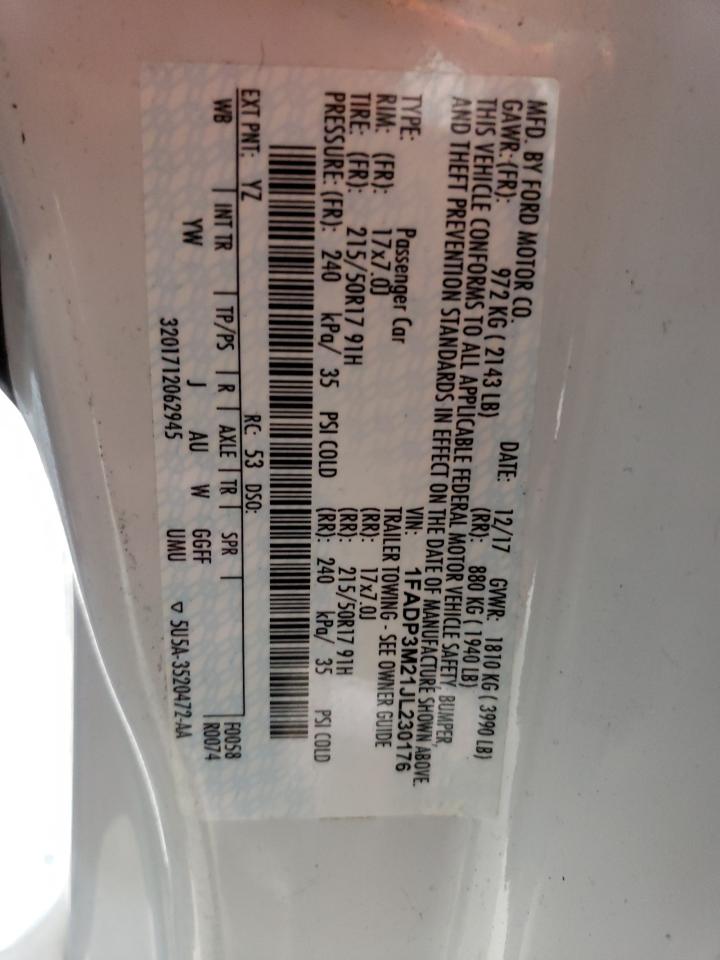 MFD. BY FORD MOTOR CO. DATE: 12/17 GVWR: 1810 KG ( 3990 LB)
GAWR: (FR): 972 KG ( 2143 LB) (RR): 880 KG ( 1940 LB)
THIS VEHICLE CONFORMS TO ALL APPLICABLE FEDERAL MOTOR VEHICLE SAFETY, BUMPER,
AND THEFT PREVENTION STANDARDS IN EFFECT ON THE DATE OF MANUFACTURE SHOWN ABOVE.
VIN: 1FADP3M21JL230176
TYPE: Passenger Car TRAILER TOWING - SEE OWNER GUIDE
RIM: (FR): 17x7.0J (RR): 17x7.0J
TIRE: (FR): 215/50R17 91H (RR): 215/50R17 91H
PRESSURE: (FR): 240 kPa/ 35 PSI COLD (RR): 240 kPa/ 35 PSI COLD
EXT PNT: YZ RC: 53 DSO: F0058
WB INT TR TP/PS R AXLE TR SPR R0074
YW J AU W GGFF
3201712062945 UMU ▽ 5U5A-3520472-AA